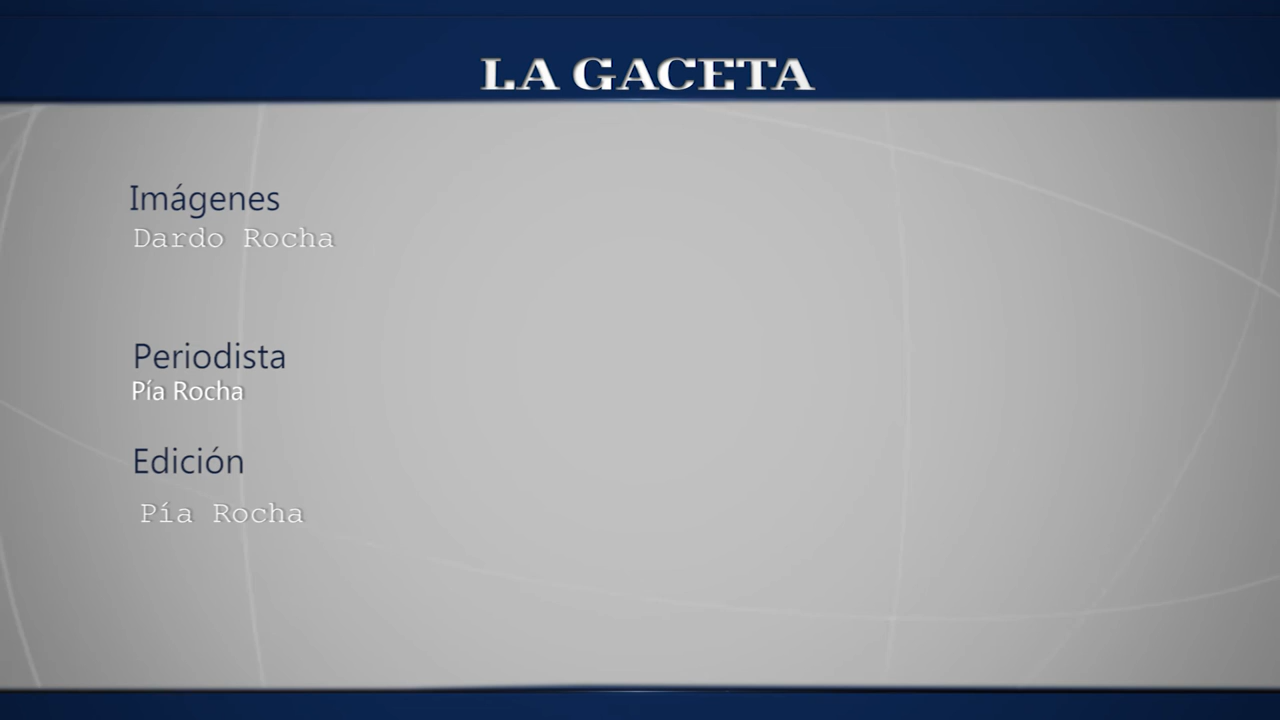 LA GACETA
Imágenes
Dardo Rocha
Periodista
Pía Rocha
Edición
Pía Rocha